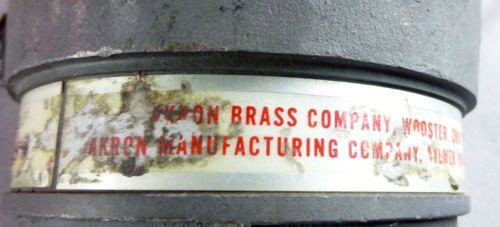 AKRON BRASS COMPANY, WOOSTER,
AKRON MANUFACTURING COMPANY,